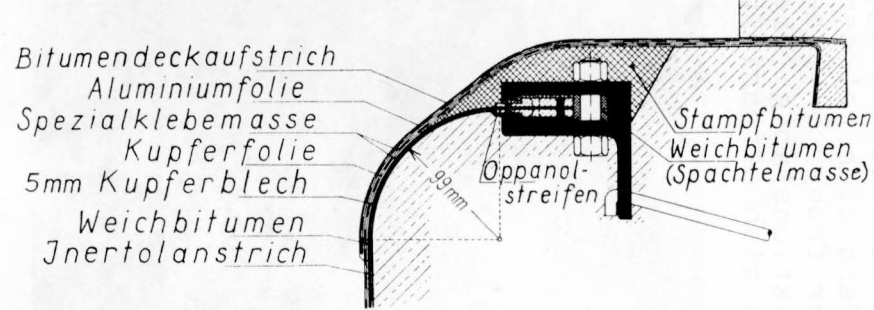 Bitumendeckaufstrich
Aluminiumfolie
Spezialklebemasse
Kupferfolie
5mm Kupferblech
Weichbitumen
Jnertolanstrich
99mm
Oppanol-
streifen
Stampfbitumen
Weichbitumen
(Spachtelmasse)